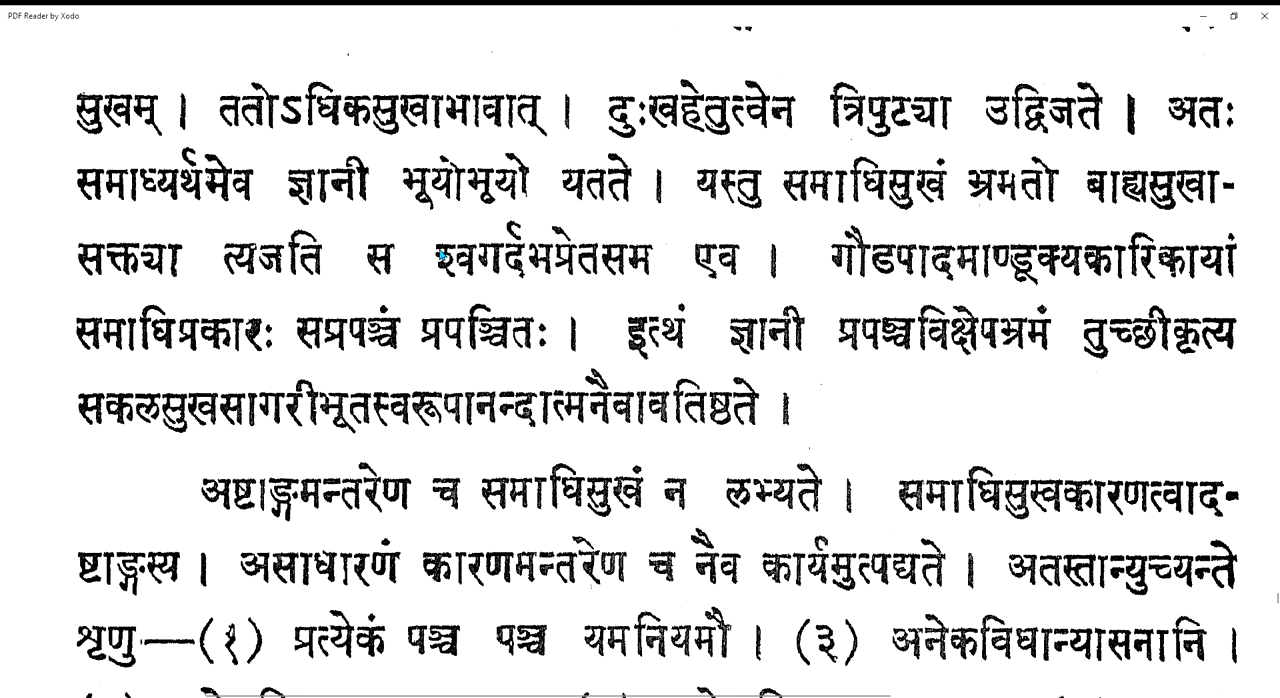 PDF Reader by Xodo
सुखम् । ततोऽधिकसुखाभावात् । दुःखहेतुत्वेन त्रिपुट्या उद्विजते । अतः
समाध्यर्थमेव ज्ञानी भूयोभूयो यतते । यस्तु समाधिसुखं भ्रमतो बाह्यसुखा-
सक्त्या त्यजति स श्वगर्दभप्रेतसम एव । गौडपादमाण्डूक्यकारिकायां
समाधिप्रकारः सप्रपञ्चं प्रपञ्चितः । इत्थं ज्ञानी प्रपञ्चविक्षेपभ्रमं तुच्छीकृत्य
सकलसुखसागरीभूतस्वरूपानन्दात्मनैवावतिष्ठते ।
अष्टाङ्गमन्तरेण च समाधिसुखं न लभ्यते । समाधिसुखकारणत्वाद-
ष्टाङ्गस्य । असाधारणं कारणमन्तरेण च नैव कार्यमुत्पद्यते । अतस्तान्युच्यन्ते
शृणु—(१) प्रत्येकं पञ्च पञ्च यमनियमौ । (३) अनेकविधान्यासनानि ।